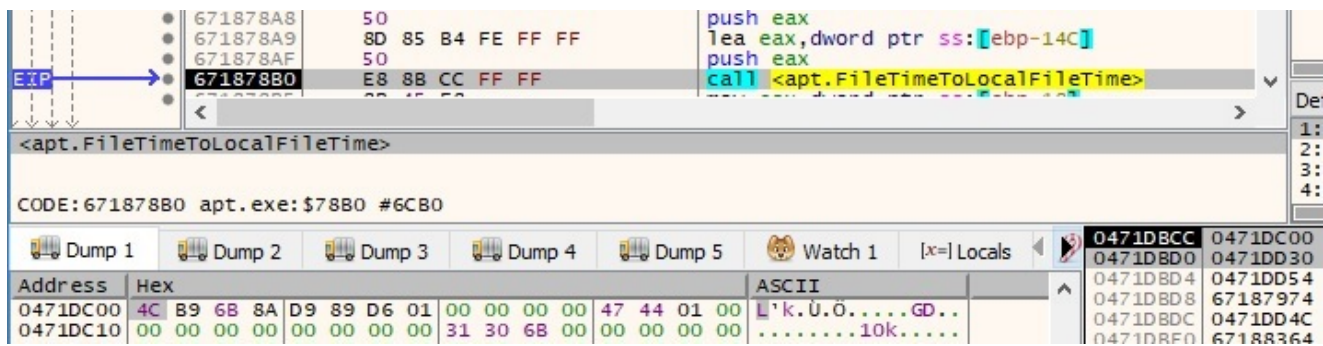 671878A8 50 push eax
671878A9 8D 85 B4 FE FF FF lea eax,dword ptr ss:[ebp-14C]
671878AF 50 push eax
EIP 671878B0 E8 8B CC FF FF call <apt.FileTimeToLocalFileTime>
<apt.FileTimeToLocalFileTime>
CODE:671878B0 apt.exe:$78B0 #6CB0
Def
1:
2:
3:
4:
Dump 1 Dump 2 Dump 3 Dump 4 Dump 5 Watch 1 [x=] Locals
Address Hex ASCII
0471DC00 4C B9 6B 8A D9 89 D6 01 00 00 00 00 47 44 01 00 L¹k.Ù.Ö.....GD..
0471DC10 00 00 00 00 00 00 00 00 31 30 6B 00 00 00 00 00 ........10k.....
0471DBCC 0471DC00
0471DBD0 0471DD30
0471DBD4 0471DD54
0471DBD8 67187974
0471DBDC 0471DD4C
0471DBE0 67188364